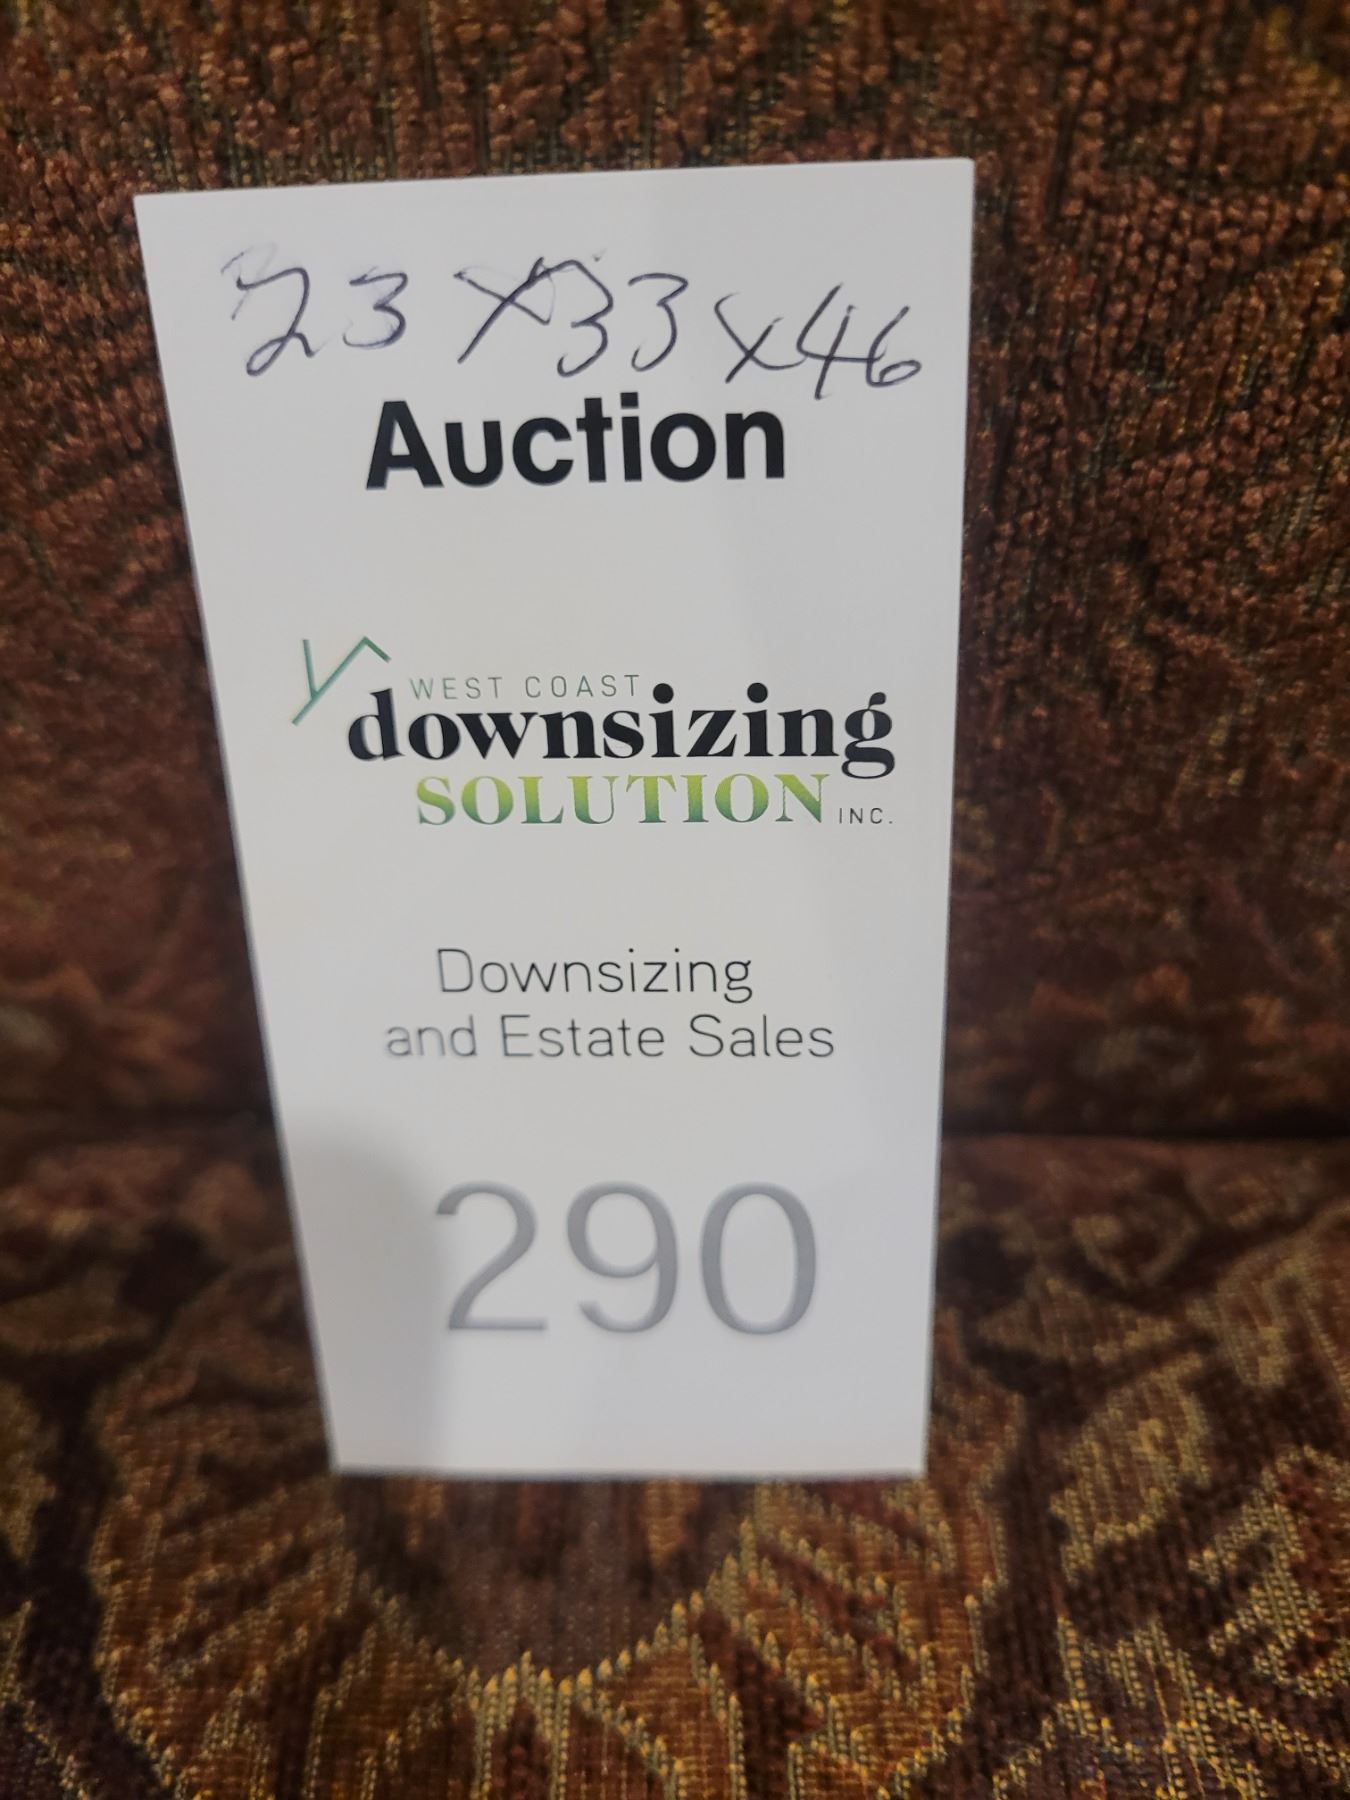 23 x 33 x 46
Auction
WEST COAST
downsizing
SOLUTION INC.
Downsizing
and Estate Sales
290